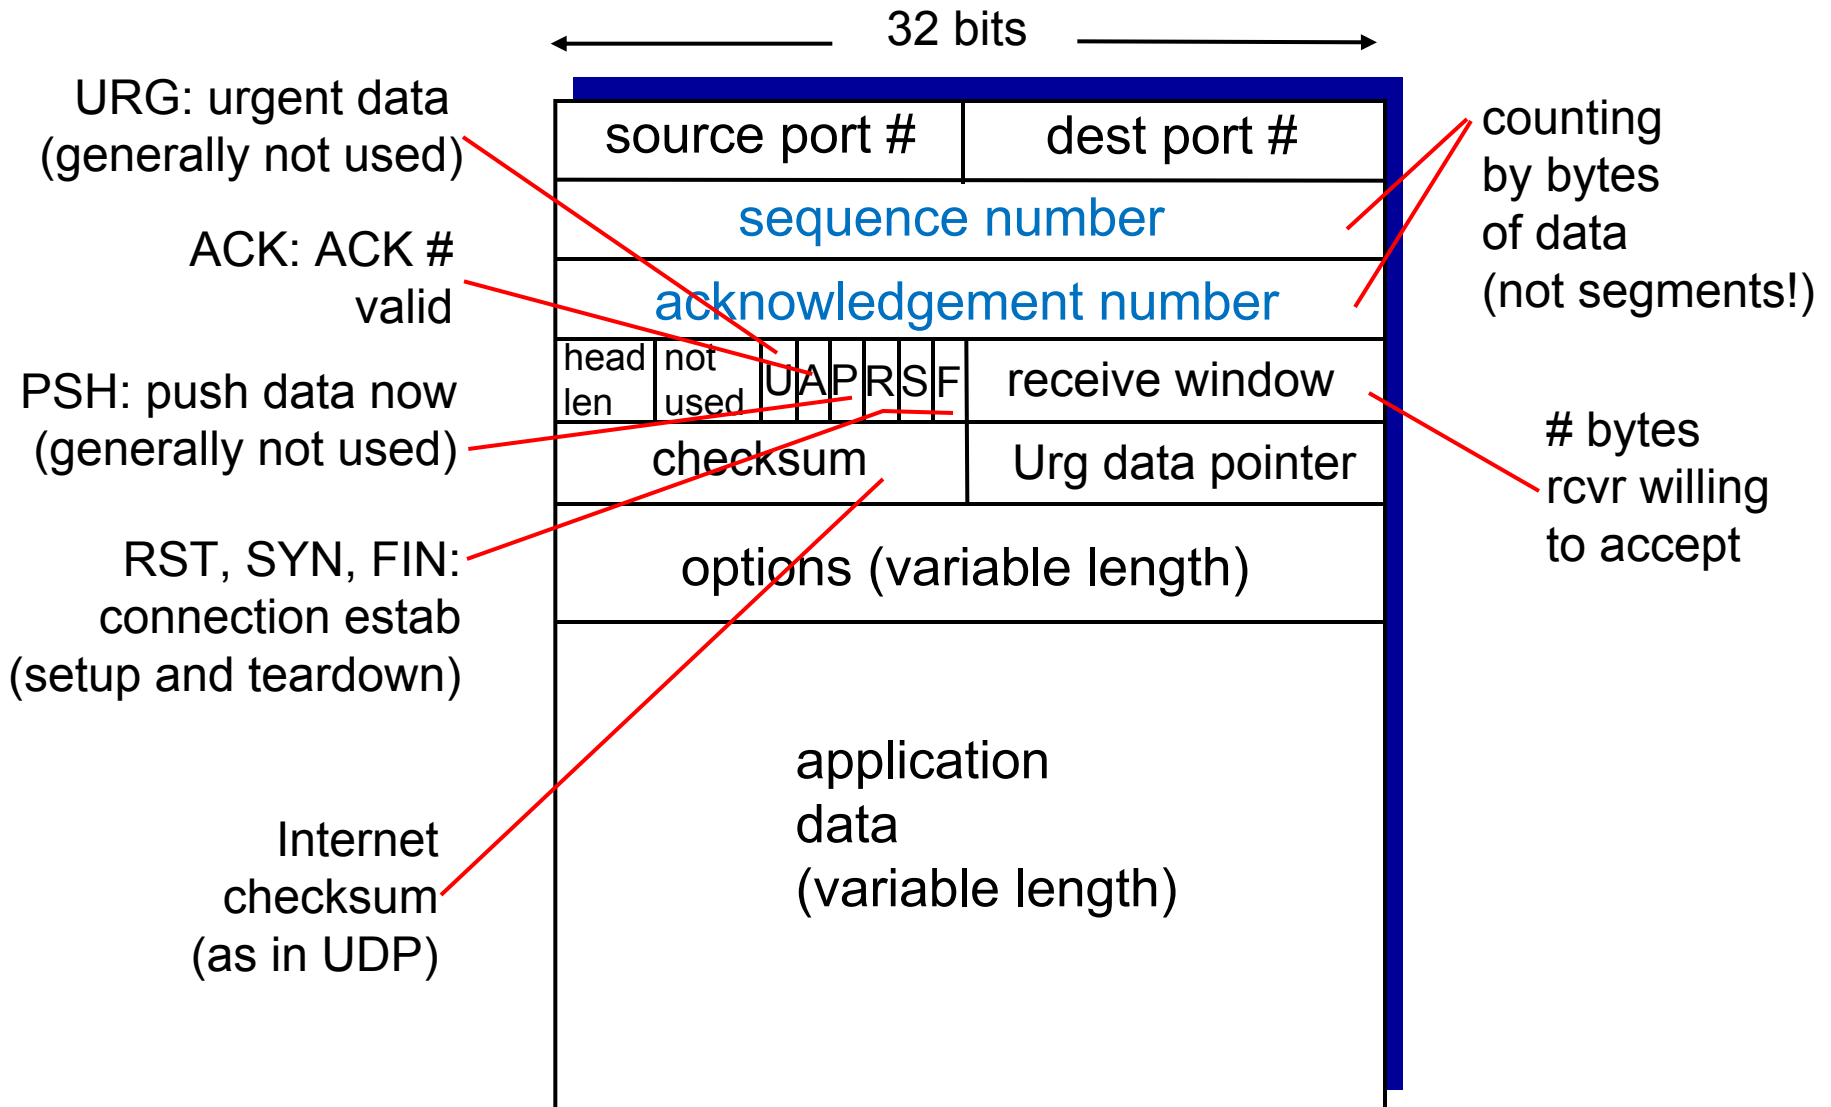 32 bits
URG: urgent data
(generally not used)
ACK: ACK #
valid
PSH: push data now
(generally not used)
RST, SYN, FIN:
connection estab
(setup and teardown)
Internet
checksum
(as in UDP)
source port #
dest port #
sequence number
acknowledgement number
head
len
not
used
U A P R S F
receive window
checksum
Urg data pointer
options (variable length)
application
data
(variable length)
counting
by bytes
of data
(not segments!)
# bytes
rcvr willing
to accept